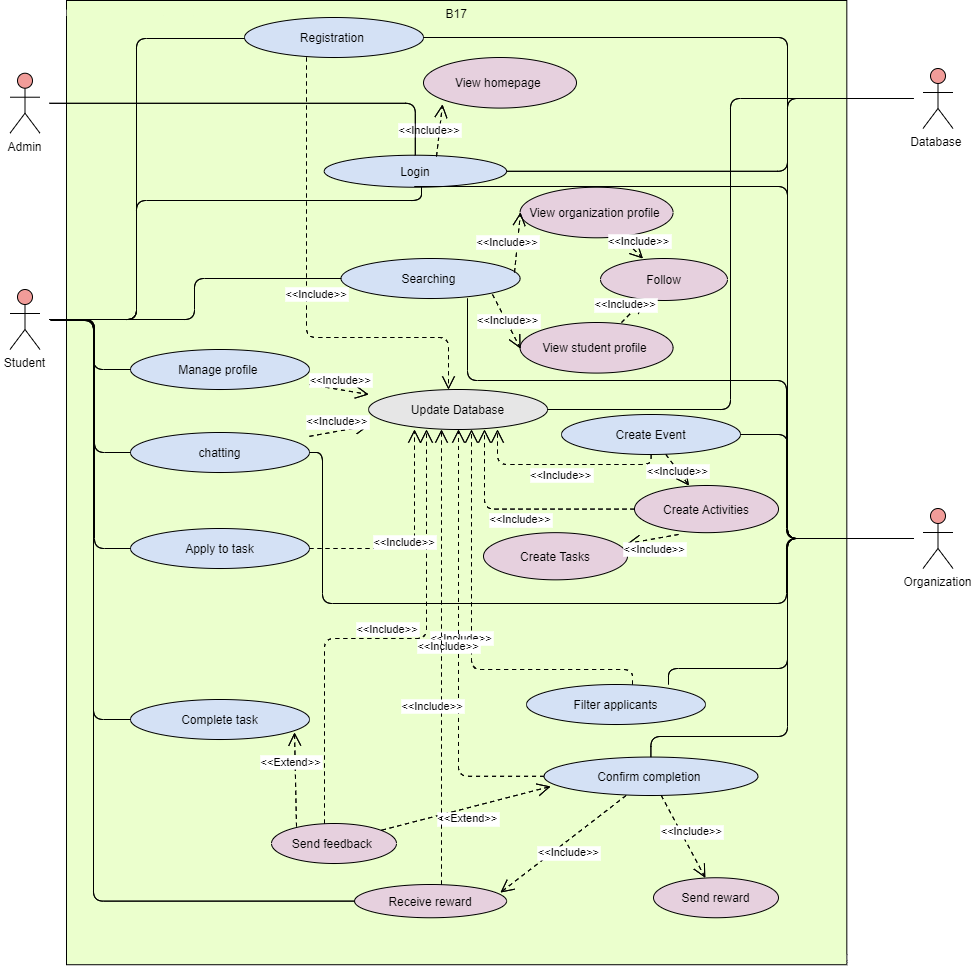 B17
Registration
View homepage
Admin
Database
<<Include>>
Login
View organization profile
<<Include>>
<<Include>>
Searching
Follow
<<Include>>
<<Include>>
<<Include>>
View student profile
Student
Manage profile
<<Include>>
Update Database
<<Include>>
Create Event
chatting
<<Include>>
<<Include>>
Create Activities
<<Include>>
<<Include>>
Apply to task
<<Include>>
Create Tasks
Organization
<<Include>>
<<Include>>
<<Include>>
Filter applicants
<<Include>>
Complete task
<<Extend>>
Confirm completion
<<Extend>>
<<Include>>
Send feedback
<<Include>>
Receive reward
Send reward